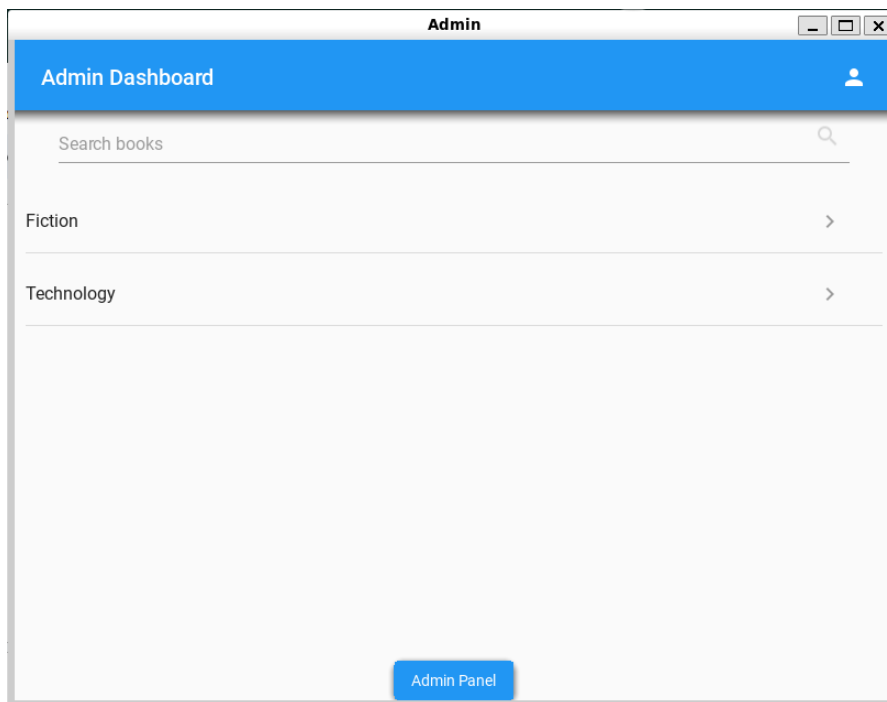 Admin
Admin Dashboard
Search books
Fiction
Technology
Admin Panel